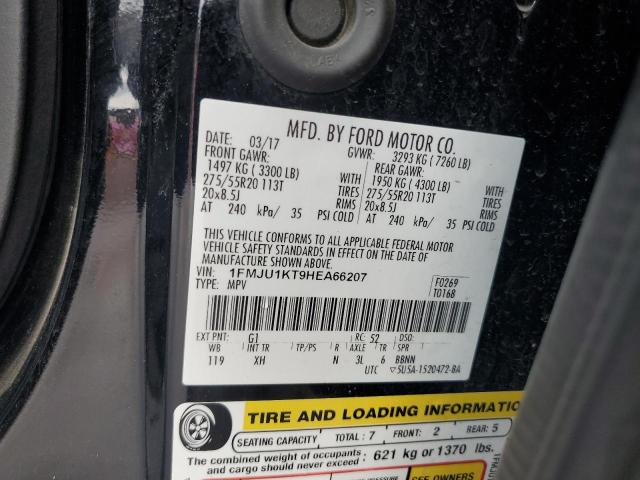 MFD. BY FORD MOTOR CO.
03/17 GVWR: 3293 KG ( 7260 LB)
FRONT GAWR: REAR GAWR:
1497 KG ( 3300 LB) 1950 KG ( 4300 LB)
275/55R20 113T TIRES 275/55R20 113T TIRES
20x8.5J RIMS 20x8.5J RIMS
AT 240 kPa/ 35 PSI COLD AT 240 kPa/ 35 PSI COLD
THIS VEHICLE CONFORMS TO ALL APPLICABLE FEDERAL MOTOR
VEHICLE SAFETY STANDARDS IN EFFECT ON THE DATE OF
MANUFACTURE SHOWN ABOVE.
VIN: 1FMJU1KT9HEA66207 F0269
TYPE: MPV T0168
EXT PNT: G1 RC: 52 DSO:
WB INT TR TP/PS R AXLE TR SPR
119 XH N 3L 6 BBNN
UTC 5U5A-1520472-BA
TIRE AND LOADING INFORMATION
SEATING CAPACITY TOTAL: 7 FRONT: 2 REAR: 5
The combined weight of occupants and cargo should never exceed: 621 kg or 1370 lbs.
SEE OWNERS